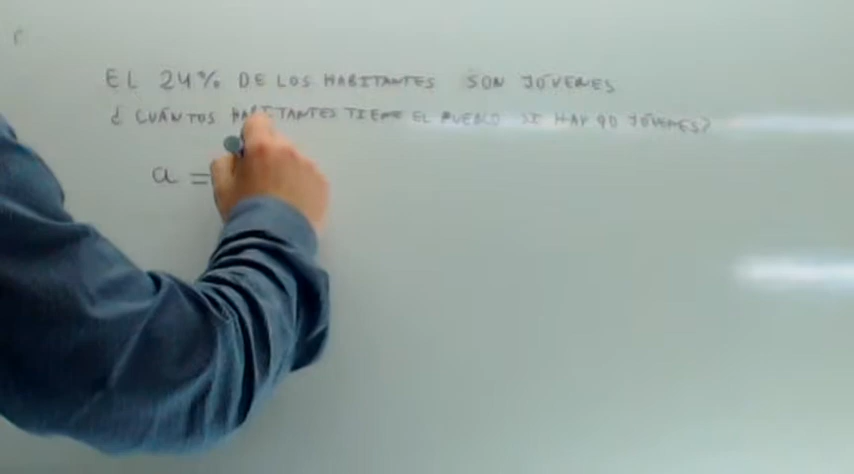 EL 24% DE LOS HABITANTES SON JÓVENES
¿ CUÁNTOS HABITANTES TIENE EL PUEBLO SI HAY 90 JÓVENES?
a =